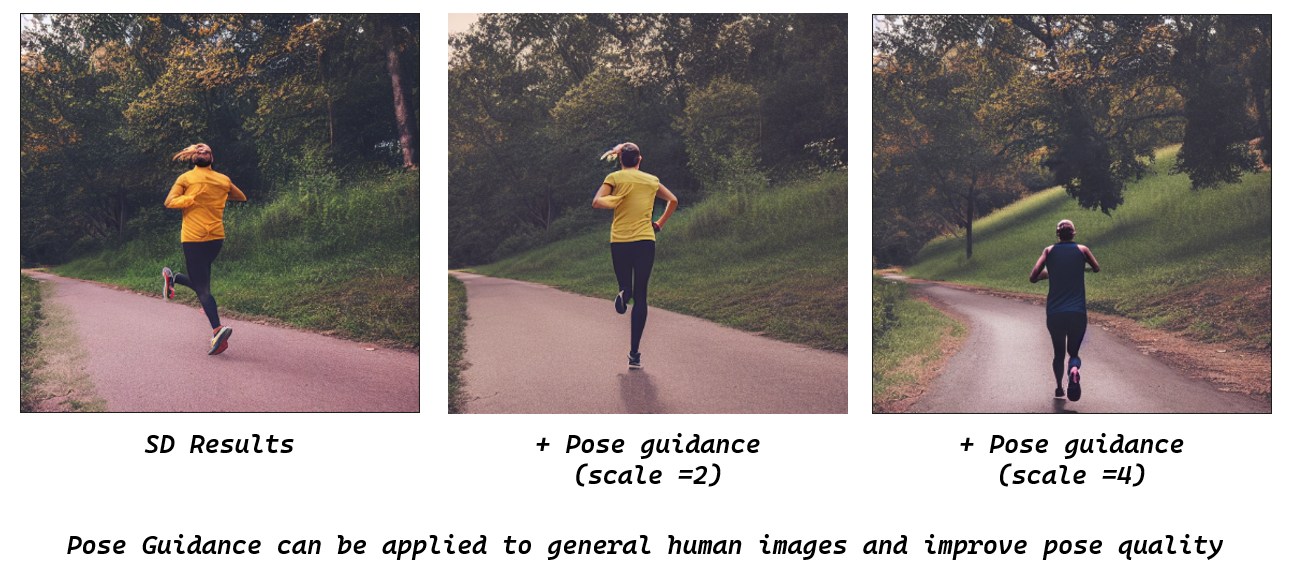 SD Results
+ Pose guidance
(scale =2)
+ Pose guidance
(scale =4)
Pose Guidance can be applied to general human images and improve pose quality